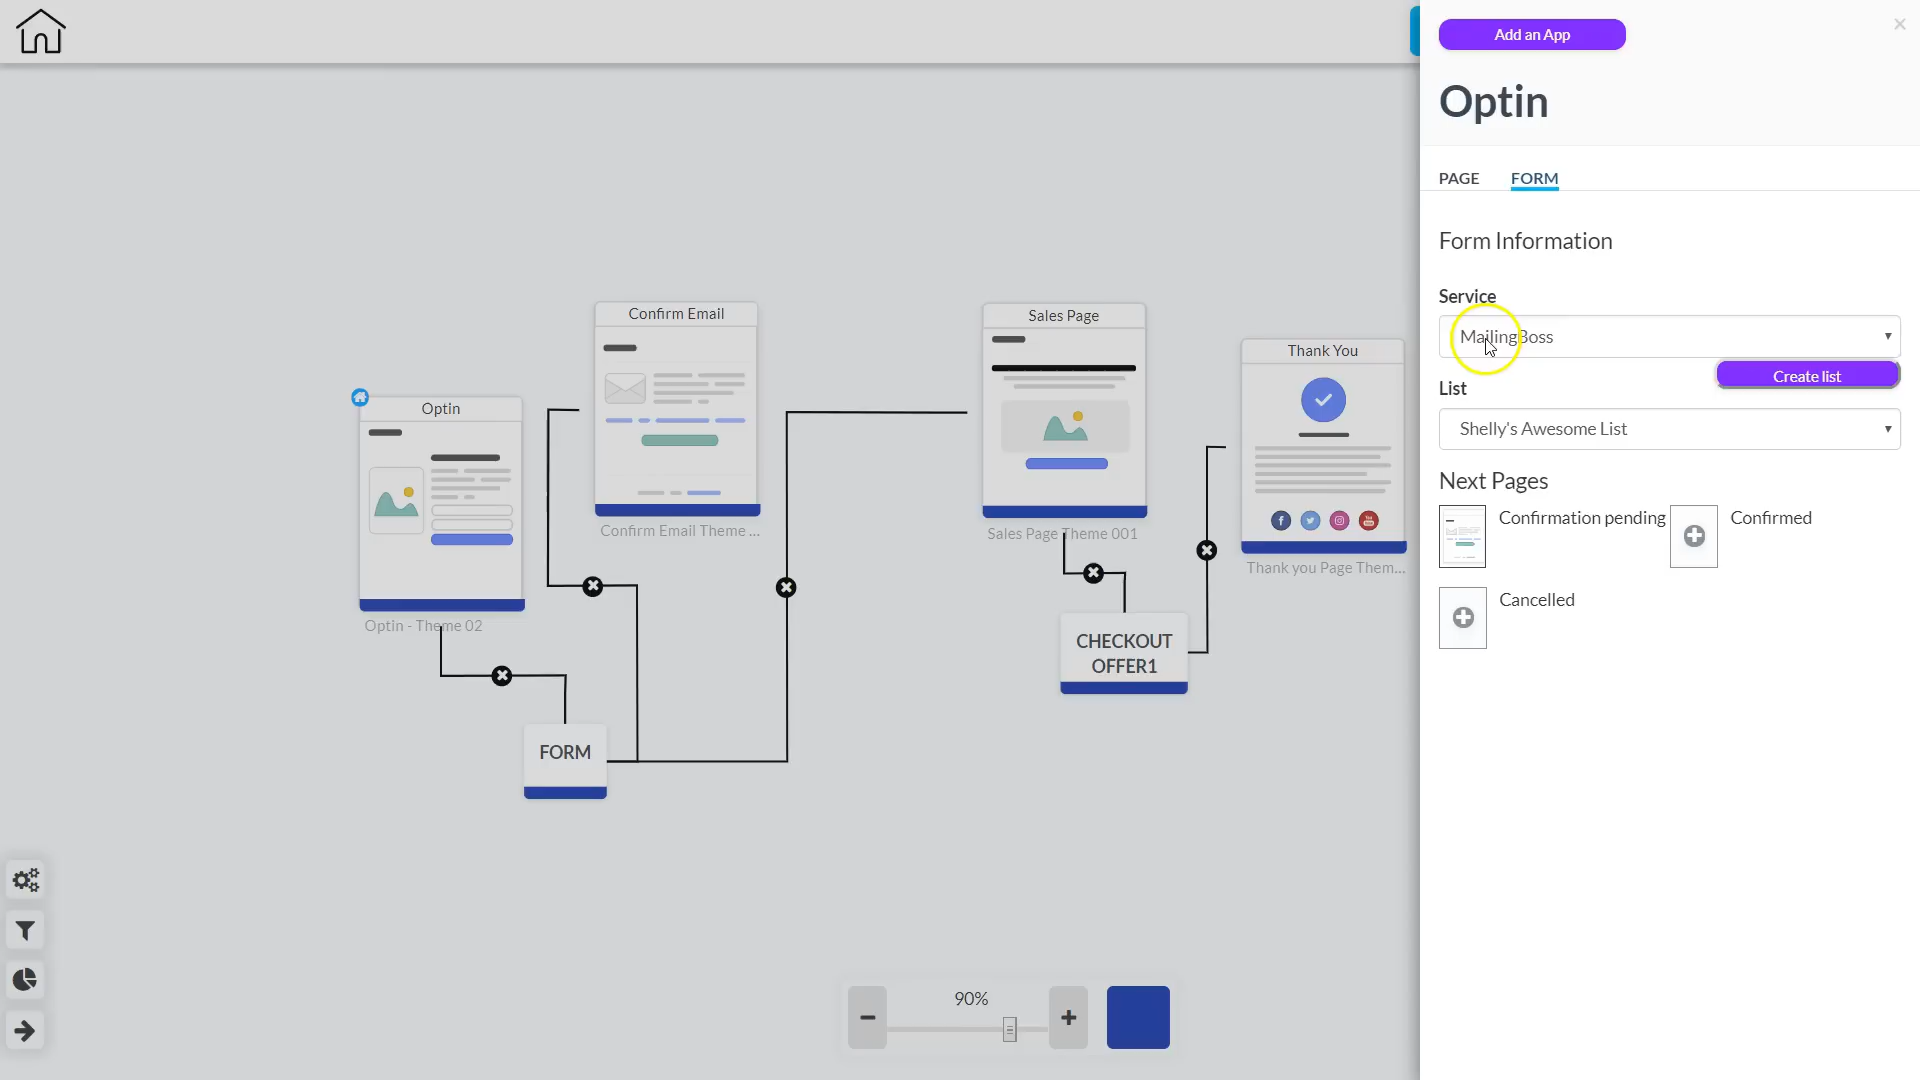 Add an App
×
Optin
PAGE FORM
Form Information
Service
MailingBoss
Create list
List
Shelly's Awesome List
Next Pages
Confirmation pending
Confirmed
Cancelled
Optin
Optin - Theme 02
Confirm Email
Confirm Email Theme ...
Sales Page
Sales Page Theme 001
Thank You
Thank you Page Them...
FORM
CHECKOUT
OFFER1
90%